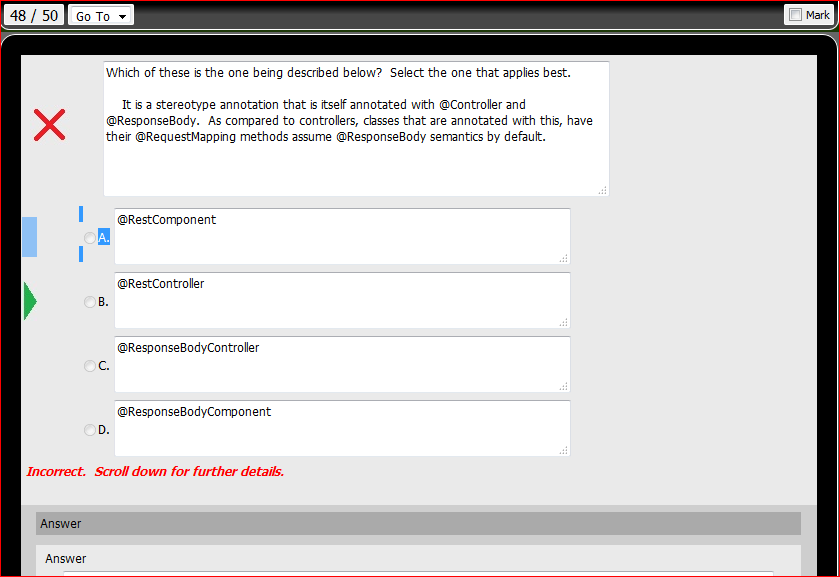 48 / 50 Go To Mark
Which of these is the one being described below?  Select the one that applies best.
It is a stereotype annotation that is itself annotated with @Controller and
@ResponseBody.  As compared to controllers, classes that are annotated with this, have
their @RequestMapping methods assume @ResponseBody semantics by default.
A. @RestComponent
B. @RestController
C. @ResponseBodyController
D. @ResponseBodyComponent
Incorrect.  Scroll down for further details.
Answer
Answer